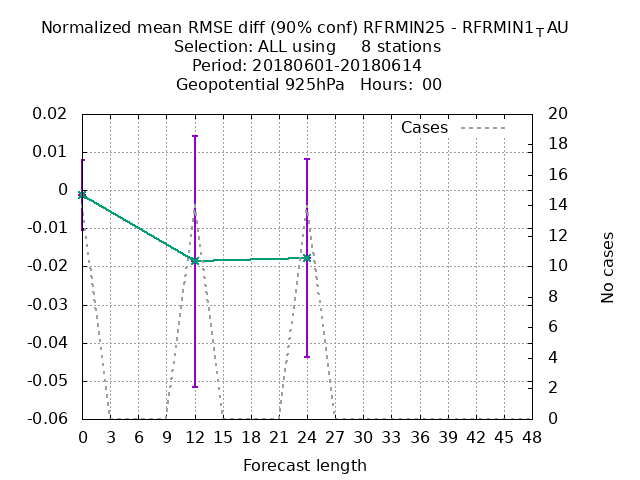 Normalized mean RMSE diff (90% conf) RFRMIN25 - RFRMIN1TAU
Selection: ALL using     8 stations
Period: 20180601-20180614
Geopotential 925hPa   Hours:  00
Cases
0.02
0.01
0
-0.01
-0.02
-0.03
-0.04
-0.05
-0.06
20
18
16
14
12
10
8
6
4
2
0
No cases
0 3 6 9 12 15 18 21 24 27 30 33 36 39 42 45 48
Forecast length